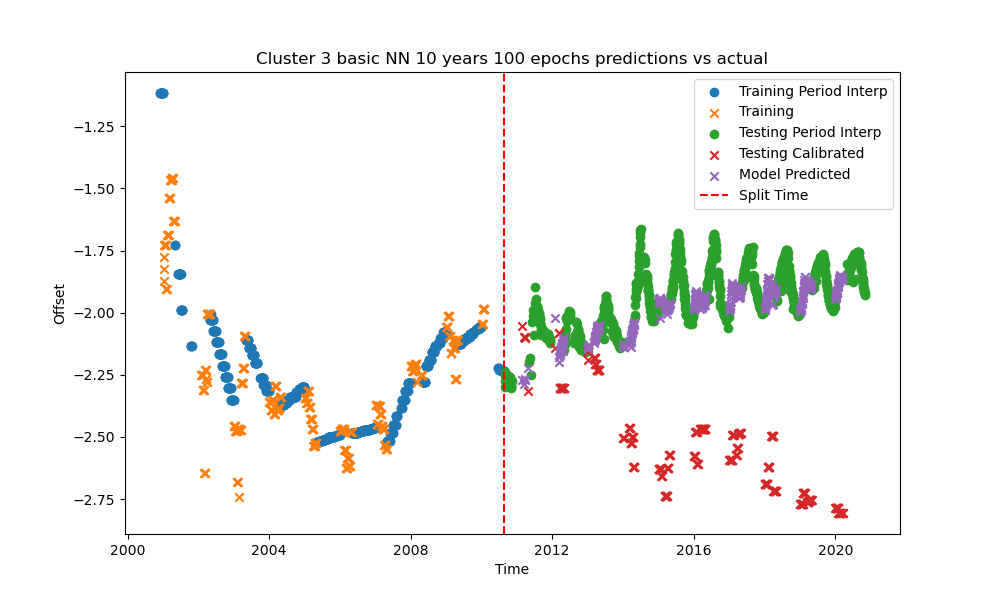 Cluster 3 basic NN 10 years 100 epochs predictions vs actual
Training Period Interp
Training
Testing Period Interp
Testing Calibrated
Model Predicted
Split Time
−1.25
−1.50
−1.75
−2.00
−2.25
−2.50
−2.75
Offset
2000 2004 2008 2012 2016 2020
Time